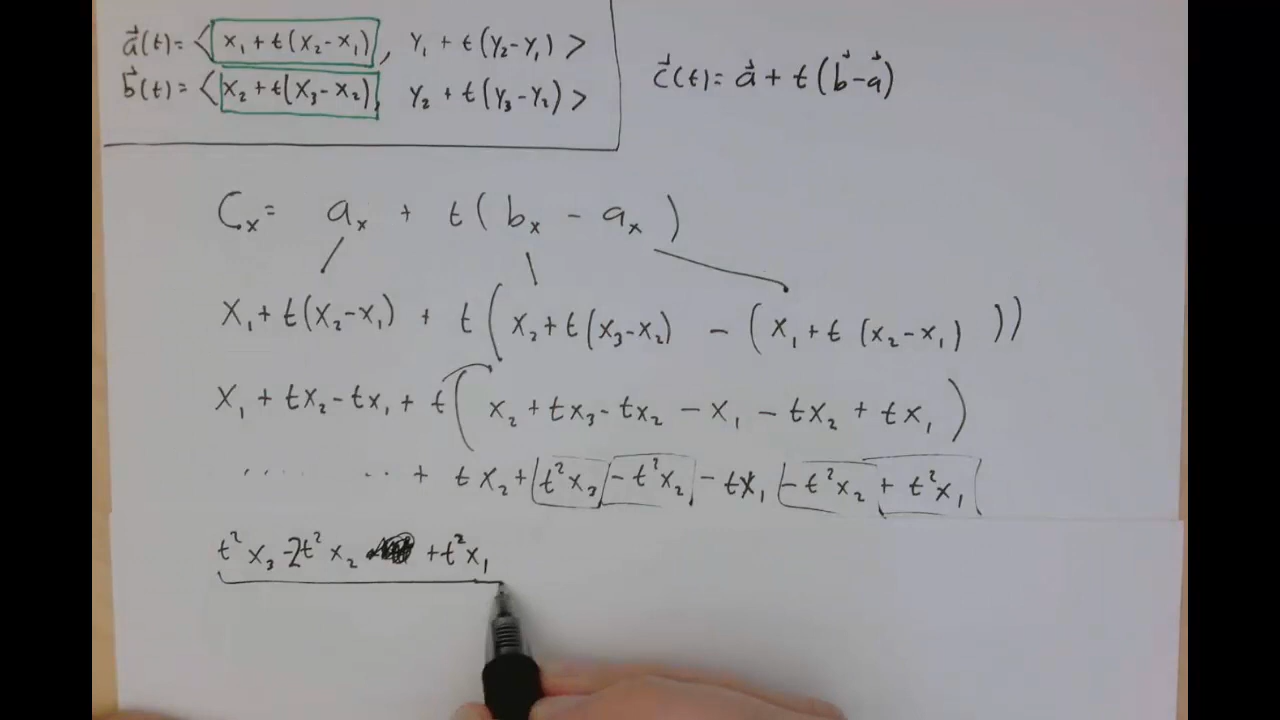 a⃗(t) = < x₁ + t(x₂-x₁) , y₁ + t(y₂-y₁) >
b⃗(t) = < x₂ + t(x₃-x₂) , y₂ + t(y₃-y₂) >
c⃗(t) = a⃗ + t(b⃗-a⃗)
Cₓ = aₓ + t(bₓ - aₓ)
x₁ + t(x₂-x₁) + t(x₂ + t(x₃-x₂) - (x₁ + t(x₂-x₁)))
x₁ + tx₂ - tx₁ + t(x₂ + tx₃ - tx₂ - x₁ - tx₂ + tx₁)
.... .. + tx₂ + t²x₃ - t²x₂ - tx₁ - t²x₂ + t²x₁
t²x₃ - 2t²x₂ + t²x₁